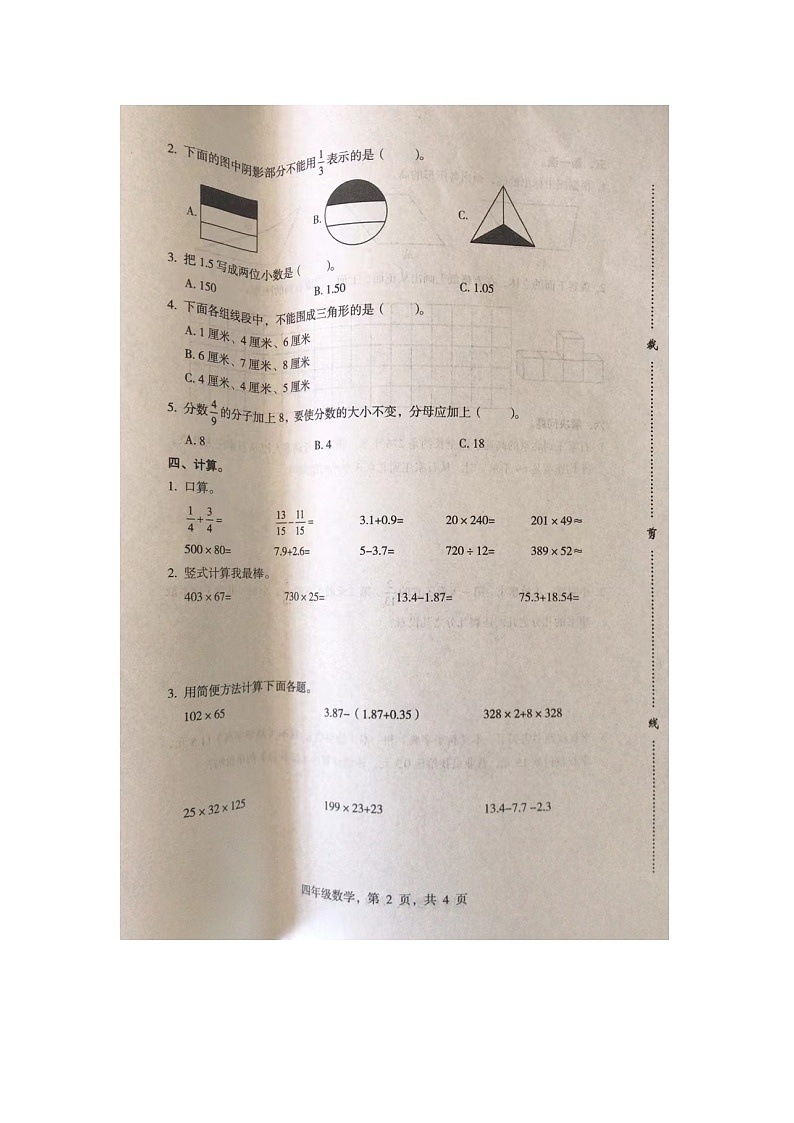 2. 下面的图中阴影部分不能用1/3表示的是（　　）。
A.　B.　C.
3. 把1.5写成两位小数是（　　）。
A. 150　B. 1.50　C. 1.05
4. 下面各组线段中，不能围成三角形的是（　　）。
A. 1厘米、4厘米、6厘米
B. 6厘米、7厘米、8厘米
C. 4厘米、4厘米、5厘米
5. 分数4/9的分子加上8，要使分数的大小不变，分母应加上（　　）。
A. 8　B. 4　C. 18
四、计算。
1. 口算。
1/4+3/4=　13/15-11/15=　3.1+0.9=　20×240=　201×49≈
500×80=　7.9+2.6=　5-3.7=　720÷12=　389×52≈
2. 竖式计算我最棒。
403×67=　730×25=　13.4-1.87=　75.3+18.54=
3. 用简便方法计算下面各题。
102×65　3.87-（1.87+0.35）　328×2+8×328
25×32×125　199×23+23　13.4-7.7-2.3
四年级数学，第 2 页，共 4 页
裁
剪
线